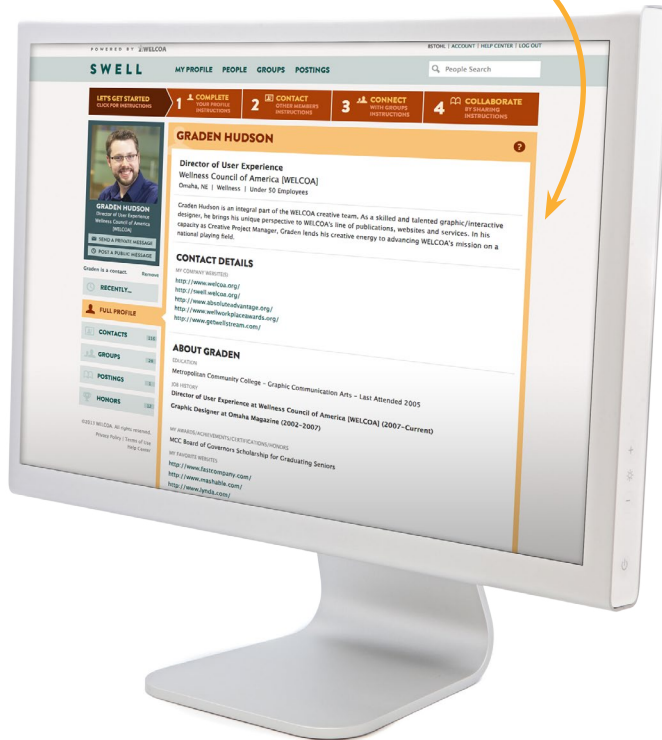 POWERED BY WELCOA
BSTOHL | ACCOUNT | HELP CENTER | LOG OUT
SWELL
MY PROFILE PEOPLE GROUPS POSTINGS
People Search
LET'S GET STARTED
CLICK FOR INSTRUCTIONS
1 COMPLETE
YOUR PROFILE
INSTRUCTIONS
2 CONTACT
OTHER MEMBERS
INSTRUCTIONS
3 CONNECT
WITH GROUPS
INSTRUCTIONS
4 COLLABORATE
BY SHARING
INSTRUCTIONS
GRADEN HUDSON
Director of User Experience
Wellness Council of America
[WELCOA]
SEND A PRIVATE MESSAGE
POST A PUBLIC MESSAGE
Graden is a contact. Remove
RECENTLY...
FULL PROFILE
CONTACTS
GROUPS
POSTINGS
HONORS
©2013 WELCOA. All rights reserved.
Privacy Policy | Terms of Use
Help Center
GRADEN HUDSON
?
Director of User Experience
Wellness Council of America [WELCOA]
Omaha, NE | Wellness | Under 50 Employees
Graden Hudson is an integral part of the WELCOA creative team. As a skilled and talented graphic/interactive
designer, he brings his unique perspective to WELCOA's line of publications, websites and services. In his
capacity as Creative Project Manager, Graden lends his creative energy to advancing WELCOA's mission on a
national playing field.
CONTACT DETAILS
MY COMPANY WEBSITE(S)
http://www.welcoa.org/
http://swell.welcoa.org/
http://www.absoluteadvantage.org/
http://www.wellworkplaceawards.org/
http://www.getwellstream.com/
ABOUT GRADEN
EDUCATION
Metropolitan Community College - Graphic Communication Arts - Last Attended 2005
JOB HISTORY
Director of User Experience at Wellness Council of America [WELCOA] (2007-Current)
Graphic Designer at Omaha Magazine (2002-2007)
MY AWARDS/ACHIEVEMENTS/CERTIFICATIONS/HONORS
MCC Board of Governors Scholarship for Graduating Seniors
MY FAVORITE WEBSITES
http://www.fastcompany.com/
http://www.mashable.com/
http://www.lynda.com/